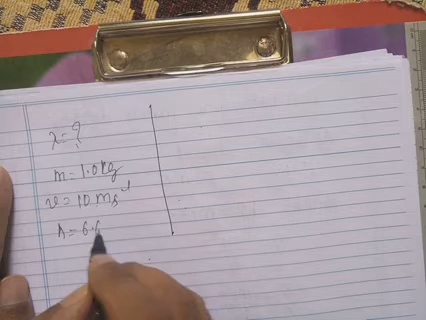 λ = ?
m = 1.0 kg
v = 10 ms⁻¹
h = 6.6